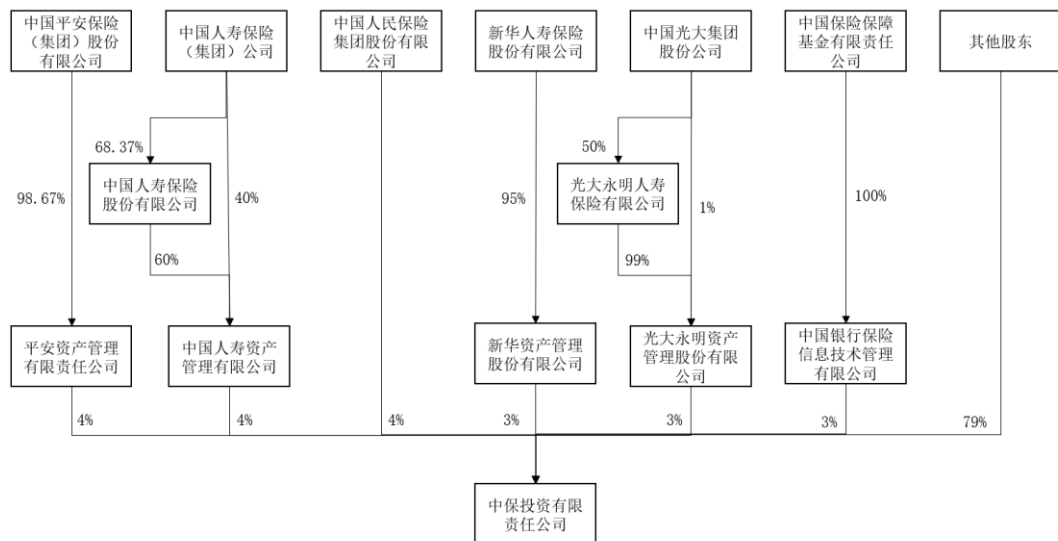 中国平安保险
（集团）股份
有限公司
中国人寿保险
（集团）公司
中国人民保险
集团股份有限
公司
新华人寿保险
股份有限公司
中国光大集团
股份公司
中国保险保障
基金有限责任
公司
其他股东
68.37%
50%
中国人寿保险
股份有限公司
光大永明人寿
保险有限公司
98.67%
40%
95%
1%
100%
60%
99%
平安资产管理
有限责任公司
中国人寿资产
管理有限公司
新华资产管理
股份有限公司
光大永明资产
管理股份有限
公司
中国银行保险
信息技术管理
有限公司
4%
4%
4%
3%
3%
3%
79%
中保投资有限
责任公司